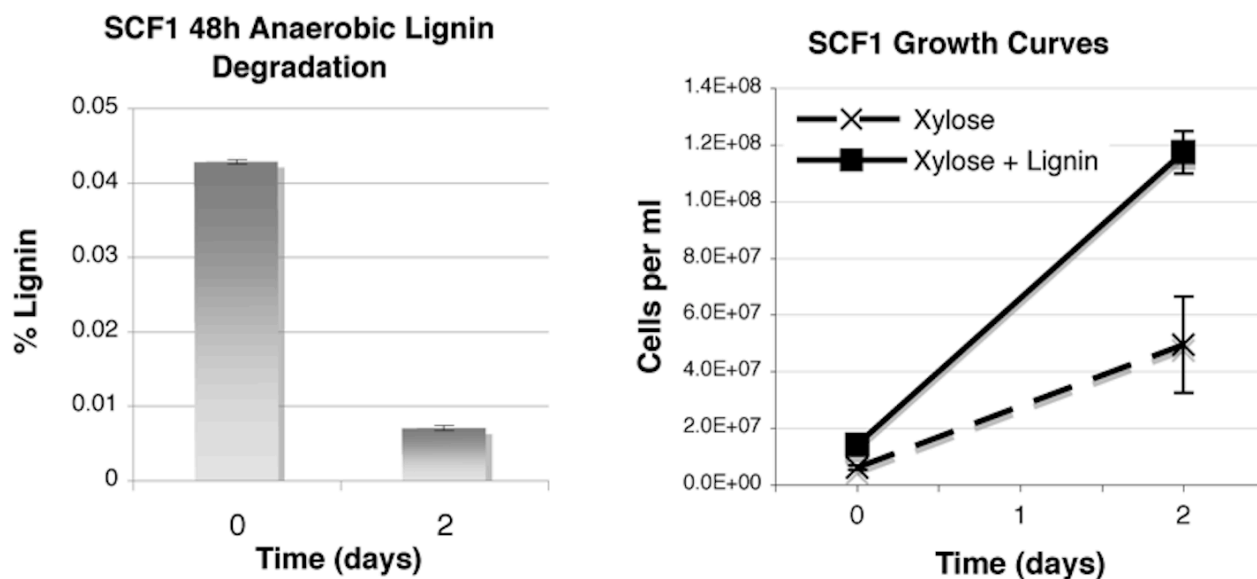 SCF1 48h Anaerobic Lignin
Degradation
0.05
0.04
0.03
0.02
0.01
0
% Lignin
0
2
Time (days)
SCF1 Growth Curves
1.4E+08
1.2E+08
1.0E+08
8.0E+07
6.0E+07
4.0E+07
2.0E+07
0.0E+00
Cells per ml
Xylose
Xylose + Lignin
0
1
2
Time (days)